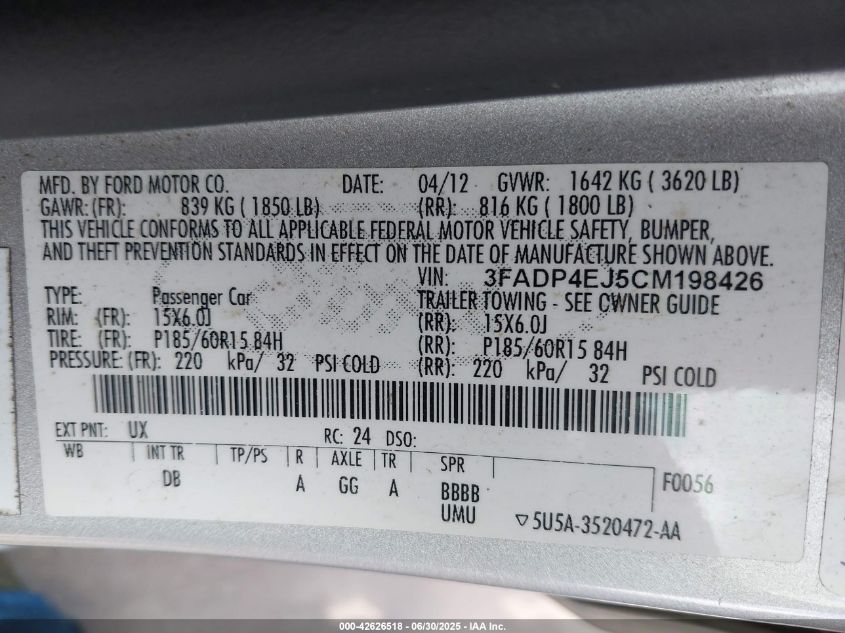 MFD. BY FORD MOTOR CO. DATE: 04/12 GVWR: 1642 KG ( 3620 LB)
GAWR: (FR): 839 KG ( 1850 LB) (RR): 816 KG ( 1800 LB)
THIS VEHICLE CONFORMS TO ALL APPLICABLE FEDERAL MOTOR VEHICLE SAFETY, BUMPER,
AND THEFT PREVENTION STANDARDS IN EFFECT ON THE DATE OF MANUFACTURE SHOWN ABOVE.
VIN: 3FADP4EJ5CM198426
TYPE: Passenger Car TRAILER TOWING - SEE OWNER GUIDE
RIM: (FR): 15X6.0J (RR): 15X6.0J
TIRE: (FR): P185/60R15 84H (RR): P185/60R15 84H
PRESSURE: (FR): 220 kPa/ 32 PSI COLD (RR): 220 kPa/ 32 PSI COLD
EXT PNT: UX RC: 24 DSO:
WB INT TR TP/PS R AXLE TR SPR F0056
DB A GG A BBBB
UMU ▽5U5A-3520472-AA
000-42626518 - 06/30/2025 - IAA Inc.